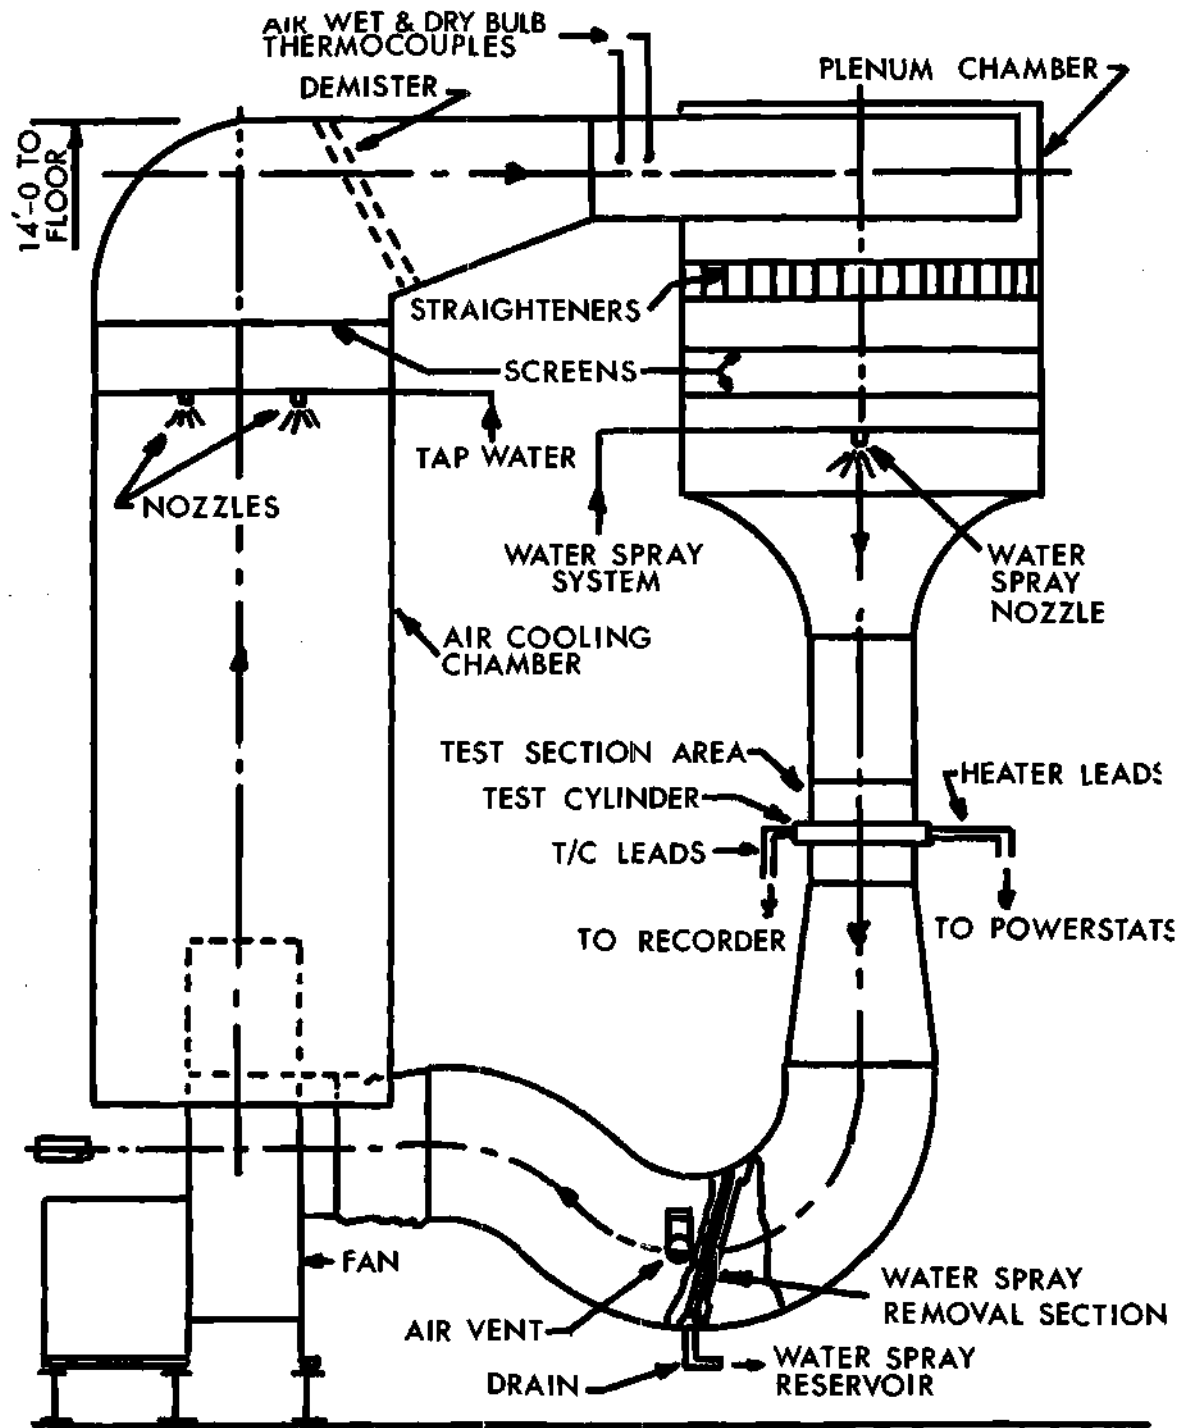 AIR WET & DRY BULB
THERMOCOUPLES
DEMISTER
PLENUM CHAMBER
14'-0 TO
FLOOR
STRAIGHTENERS
SCREENS
TAP WATER
NOZZLES
WATER SPRAY
SYSTEM
WATER
SPRAY
NOZZLE
AIR COOLING
CHAMBER
TEST SECTION AREA
HEATER LEADS
TEST CYLINDER
T/C LEADS
TO RECORDER
TO POWERSTATS
FAN
WATER SPRAY
REMOVAL SECTION
AIR VENT
DRAIN
WATER SPRAY
RESERVOIR